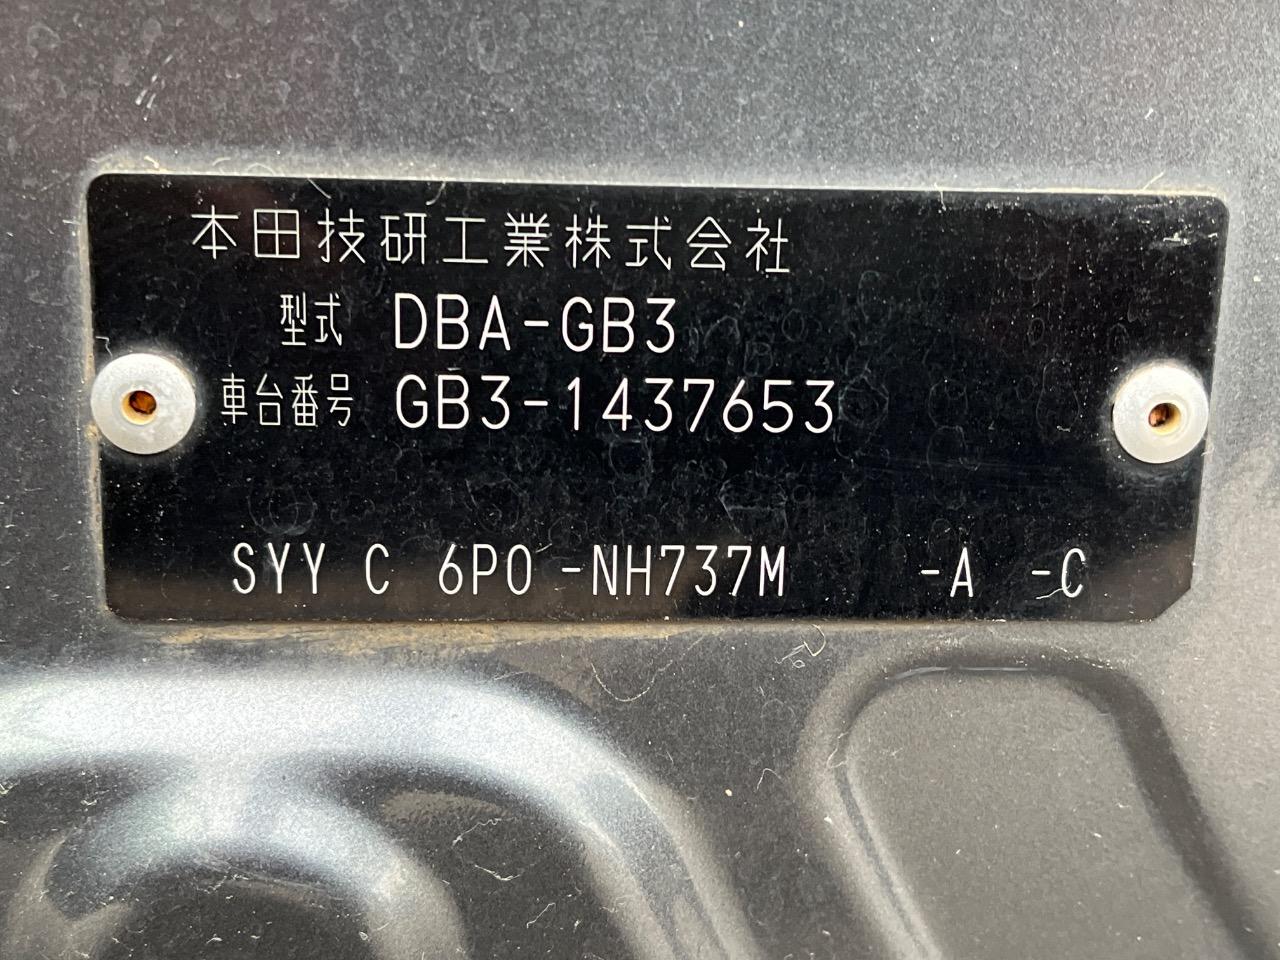 本田技研工業株式会社
型式 DBA-GB3
車台番号 GB3-1437653
SYY C 6P0 -NH737M -A -C